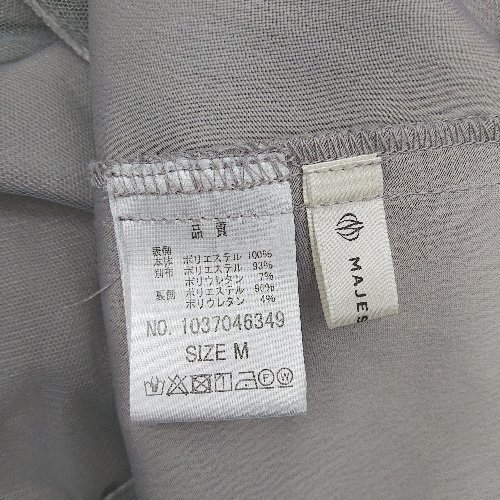 品質
表側
本体 ポリエステル 100%
別布 ポリエステル 93%
ポリウレタン 7%
裏側 ポリエステル 96%
ポリウレタン 4%
NO. 1037046349
SIZE M
MAJES